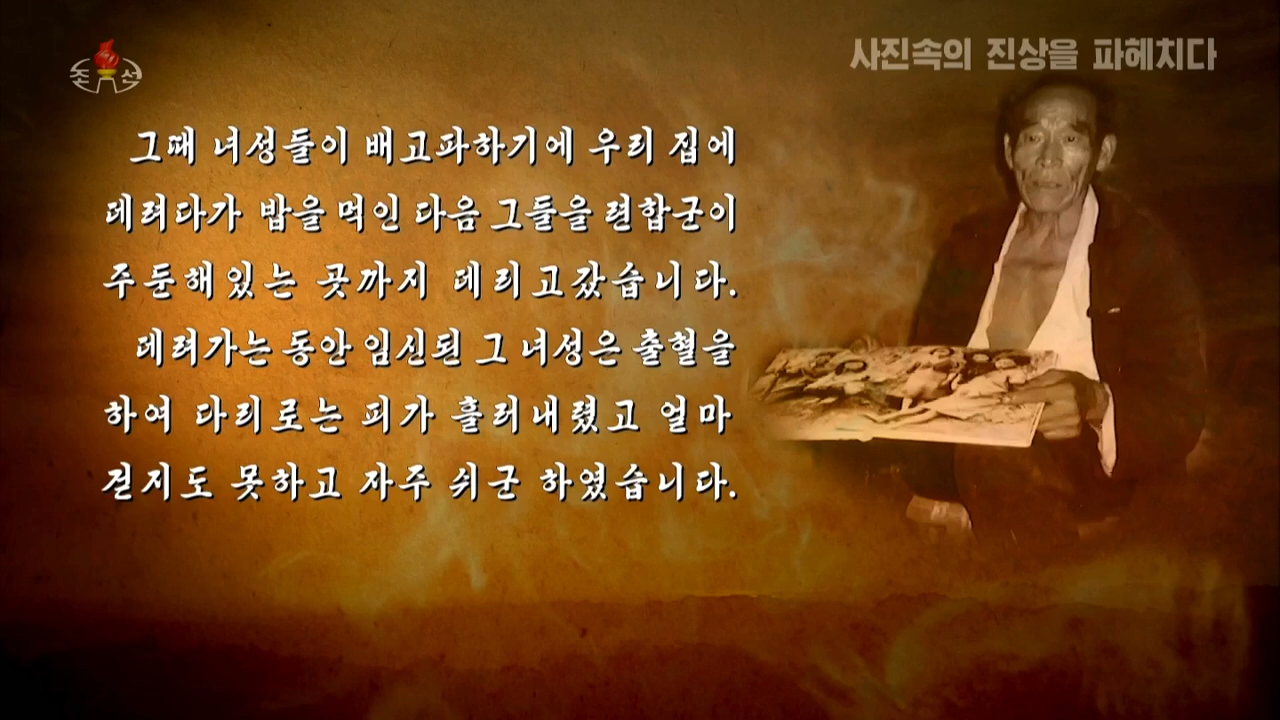 조선
사진속의 진상을 파헤치다
그때 녀성들이 배고파하기에 우리 집에
데려다가 밥을 먹인 다음 그들을 련합군이
주둔해있는 곳까지 데리고갔습니다.
데려가는 동안 임신된 그 녀성은 출혈을
하여 다리로는 피가 흘러내렸고 얼마
걷지도 못하고 자주 쉬군 하였습니다.